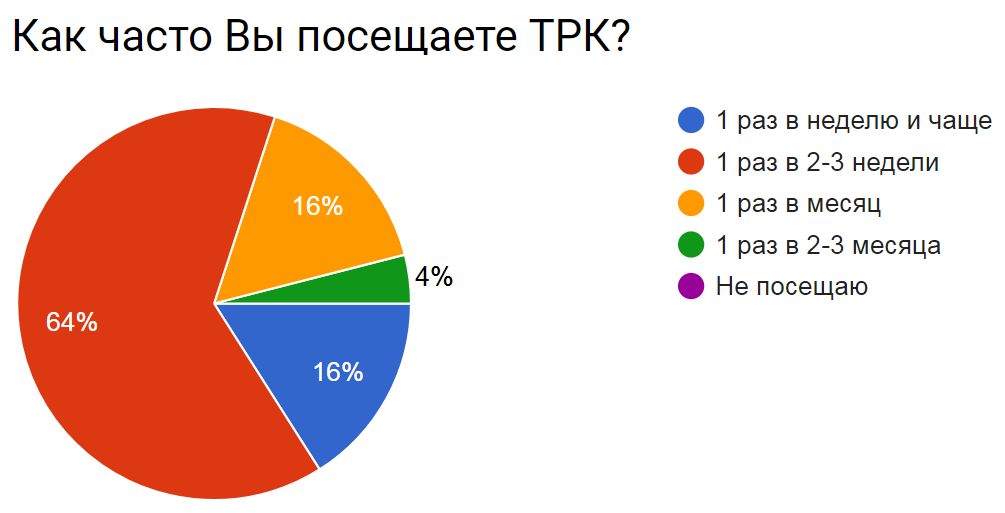 Как часто Вы посещаете ТРК?
16%
4%
64%
16%
1 раз в неделю и чаще
1 раз в 2-3 недели
1 раз в месяц
1 раз в 2-3 месяца
Не посещаю